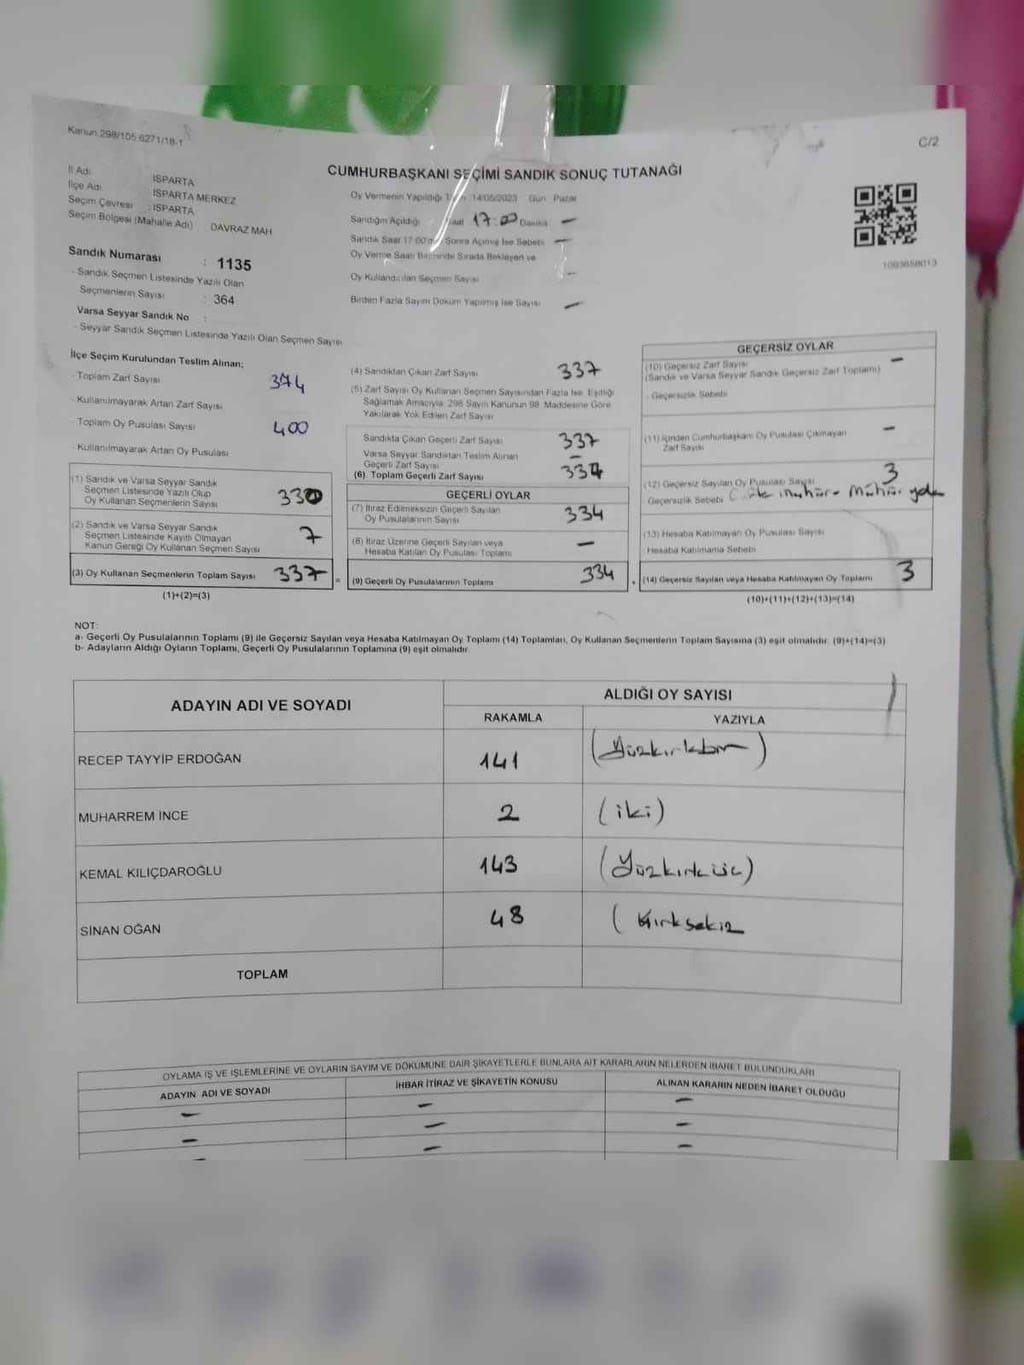 Kanun 298/105 6271/18-1
C/2
CUMHURBAŞKANI SEÇİMİ SANDIK SONUÇ TUTANAĞI
İl Adı : ISPARTA
İlçe Adı : ISPARTA MERKEZ
Seçim Çevresi : ISPARTA
Seçim Bölgesi (Mahalle Adı) DAVRAZ MAH
Sandık Numarası : 1135
- Sandık Seçmen Listesinde Yazılı Olan
Seçmenlerin Sayısı : 364
Varsa Seyyar Sandık No :
- Seyyar Sandık Seçmen Listesinde Yazılı Olan Seçmen Sayısı
Oy Vermenin Yapıldığı 14/05/2023 Gün Pazar
Sandığın Açıldığı 17:00 Dakika -
Sandık Saat 17:00 Sonra Açılmış İse Sebebi -
Oy Verme Saati Bitiminde Sırada Bekleyen ve
Oy Kullandırılan Seçmen Sayısı -
Birden Fazla Sayım Döküm Yapılmış İse Sayısı -
1093658013
İlçe Seçim Kurulundan Teslim Alınan;
- Toplam Zarf Sayısı 374
- Kullanılmayarak Artan Zarf Sayısı
- Toplam Oy Pusulası Sayısı 400
- Kullanılmayarak Artan Oy Pusulası
(1) Sandık ve Varsa Seyyar Sandık
Seçmen Listesinde Yazılı Olup
Oy Kullanan Seçmenlerin Sayısı 330
(2) Sandık ve Varsa Seyyar Sandık
Seçmen Listesinde Kayıtlı Olmayan
Kanun Gereği Oy Kullanan Seçmen Sayısı 7
(3) Oy Kullanan Seçmenlerin Toplam Sayısı 337
(1)+(2)=(3)
(4) Sandıktan Çıkan Zarf Sayısı 337
(5) Zarf Sayısı Oy Kullanan Seçmen Sayısından Fazla İse, Eşitliği
Sağlamak Amacıyla 298 Sayılı Kanunun 98. Maddesine Göre
Yakılarak Yok Edilen Zarf Sayısı
Sandıkta Çıkan Geçerli Zarf Sayısı 337
Varsa Seyyar Sandıktan Teslim Alınan
Geçerli Zarf Sayısı -
(6) Toplam Geçerli Zarf Sayısı 334
GEÇERLİ OYLAR
(7) İtiraz Edilmeksizin Geçerli Sayılan
Oy Pusulalarının Sayısı 334
(8) İtiraz Üzerine Geçerli Sayılan veya
Hesaba Katılan Oy Pusulası Toplamı -
= (9) Geçerli Oy Pusulalarının Toplamı 334
GEÇERSİZ OYLAR
(10) Geçersiz Zarf Sayısı -
(Sandık ve Varsa Seyyar Sandık Geçersiz Zarf Toplamı)
- Geçersizlik Sebebi
(11) İçinden Cumhurbaşkanı Oy Pusulası Çıkmayan
Zarf Sayısı -
(12) Geçersiz Sayılan Oy Pusulası Sayısı 3
Geçersizlik Sebebi mühür - Mühür yok
(13) Hesaba Katılmayan Oy Pusulası Sayısı
Hesaba Katılmama Sebebi
+ (14) Geçersiz Sayılan veya Hesaba Katılmayan Oy Toplamı 3
(10)+(11)+(12)+(13)=(14)
NOT:
a- Geçerli Oy Pusulalarının Toplamı (9) ile Geçersiz Sayılan veya Hesaba Katılmayan Oy Toplamı (14) Toplamları, Oy Kullanan Seçmenlerin Toplam Sayısına (3) eşit olmalıdır. (9)+(14)=(3)
b- Adayların Aldığı Oyların Toplamı, Geçerli Oy Pusulalarının Toplamına (9) eşit olmalıdır.
ADAYIN ADI VE SOYADI
ALDIĞI OY SAYISI
RAKAMLA YAZIYLA
RECEP TAYYİP ERDOĞAN 141 (Yüzkırkbir)
MUHARREM İNCE 2 (iki)
KEMAL KILIÇDAROĞLU 143 (Yüzkırküç)
SİNAN OĞAN 48 (Kırksekiz
TOPLAM
OYLAMA İŞ VE İŞLEMLERİNE VE OYLARIN SAYIM VE DÖKÜMÜNE DAİR ŞİKAYETLERLE BUNLARA AİT KARARLARIN NELERDEN İBARET BULUNDUKLARI
ADAYIN ADI VE SOYADI İHBAR İTİRAZ VE ŞİKAYETİN KONUSU ALINAN KARARIN NEDEN İBARET OLDUĞU
- - -
- - -
- - -